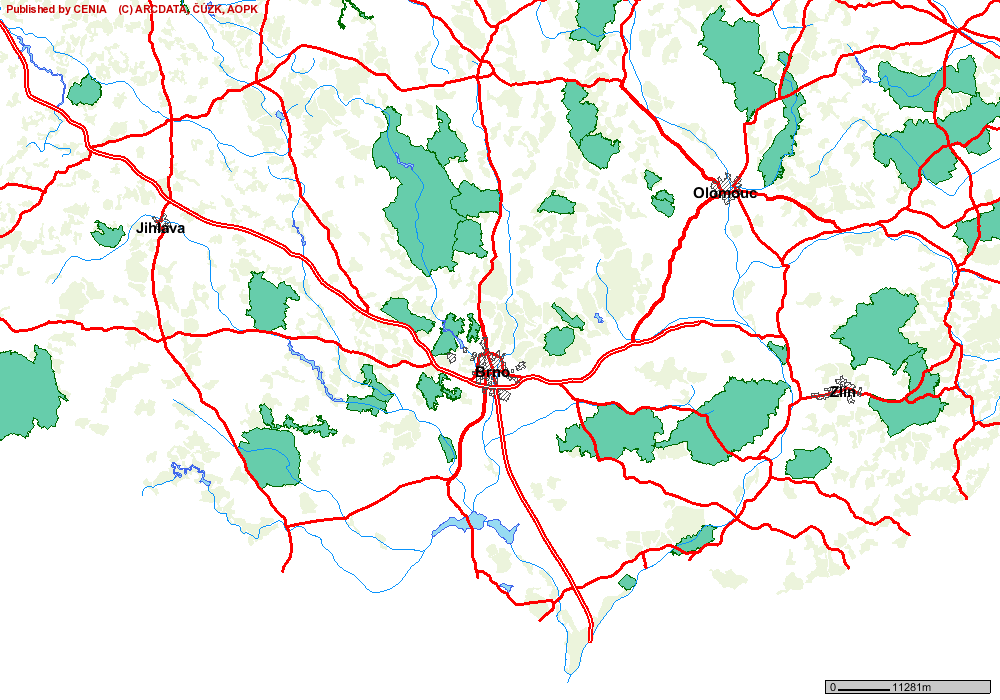 Published by CENIA (C) ARCDATA, ČÚZK, AOPK
Olomouc
Jihlava
Brno
Zlín
0 11281m